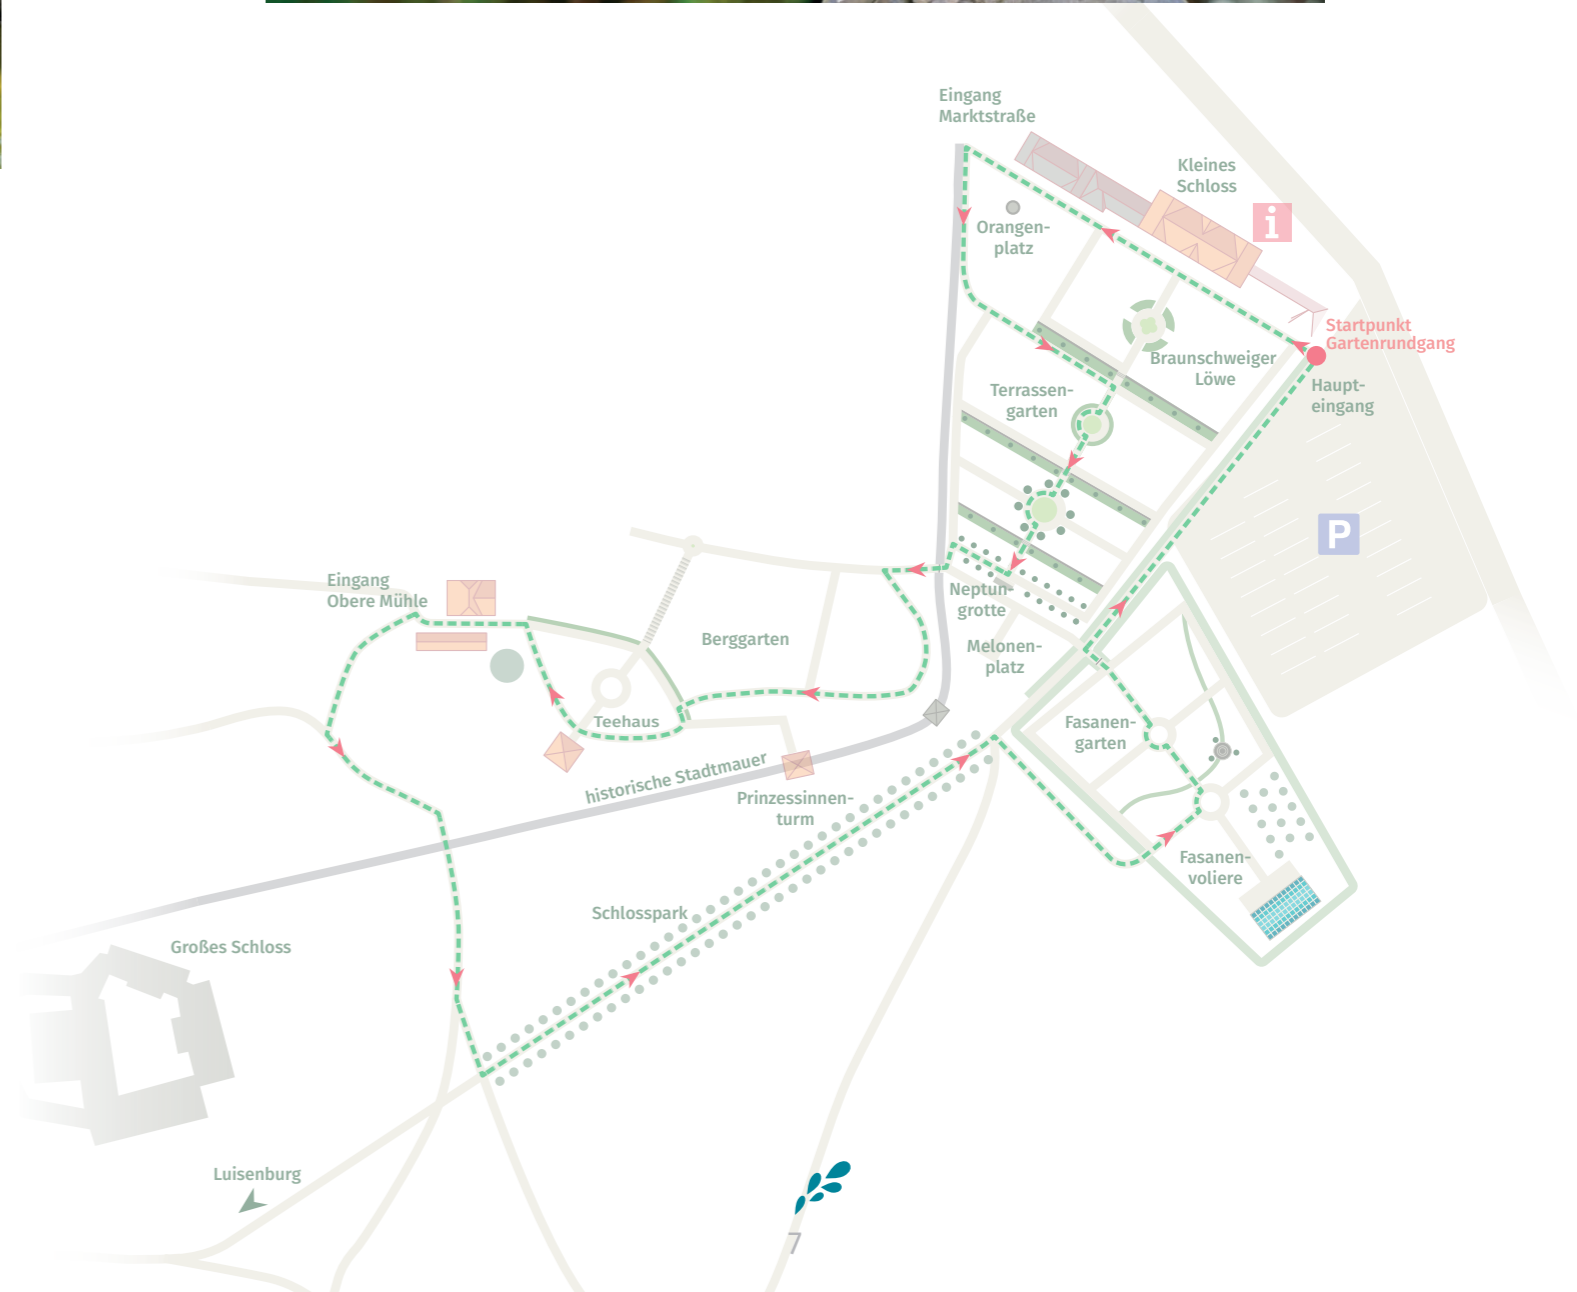 Eingang
Marktstraße
Kleines
Schloss
i
Orangen-
platz
Startpunkt
Gartenrundgang
Braunschweiger
Löwe
Haupt-
eingang
Terrassen-
garten
P
Eingang
Obere Mühle
Neptun-
grotte
Berggarten
Melonen-
platz
Teehaus
Fasanen-
garten
historische Stadtmauer
Prinzessinnen-
turm
Fasanen-
voliere
Schlosspark
Großes Schloss
Luisenburg
7